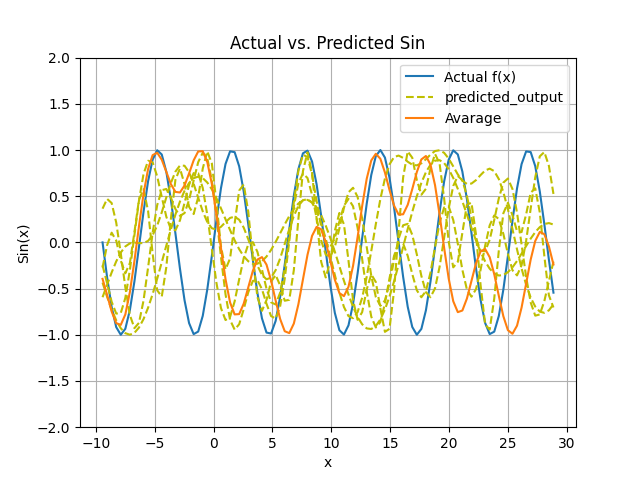 Actual vs. Predicted Sin
2.0
1.5
1.0
0.5
0.0
−0.5
−1.0
−1.5
−2.0
Sin(x)
Actual f(x)
predicted_output
Avarage
−10 −5 0 5 10 15 20 25 30
x